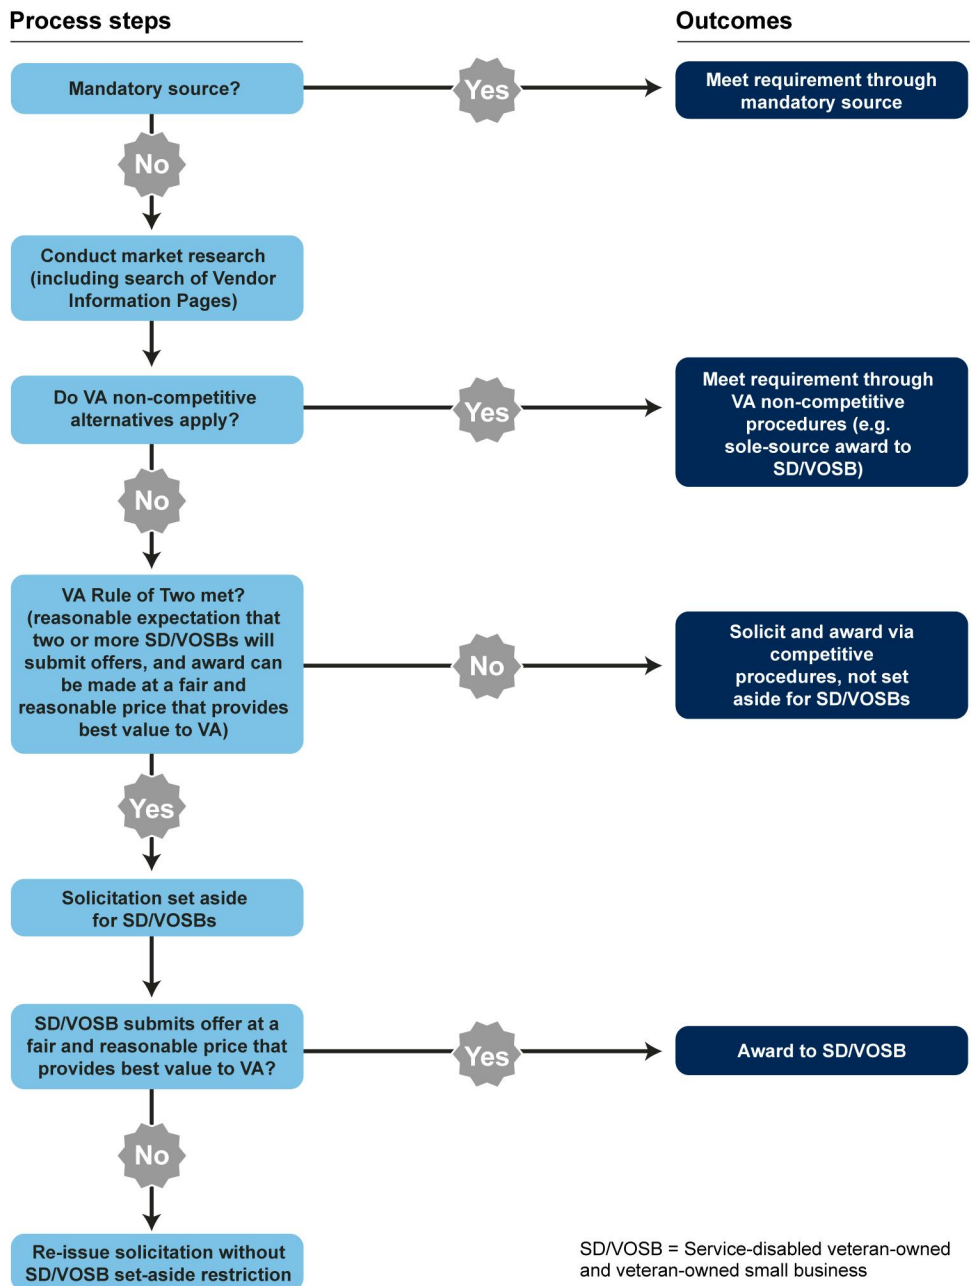 Process steps
Outcomes
Mandatory source?
Yes
Meet requirement through
mandatory source
No
Conduct market research
(including search of Vendor
Information Pages)
Do VA non-competitive
alternatives apply?
Yes
Meet requirement through
VA non-competitive
procedures (e.g.
sole-source award to
SD/VOSB)
No
VA Rule of Two met?
(reasonable expectation that
two or more SD/VOSBs will
submit offers, and award can
be made at a fair and
reasonable price that provides
best value to VA)
No
Solicit and award via
competitive
procedures, not set
aside for SD/VOSBs
Yes
Solicitation set aside
for SD/VOSBs
SD/VOSB submits offer at a
fair and reasonable price that
provides best value to VA?
Yes
Award to SD/VOSB
No
Re-issue solicitation without
SD/VOSB set-aside restriction
SD/VOSB = Service-disabled veteran-owned
and veteran-owned small business